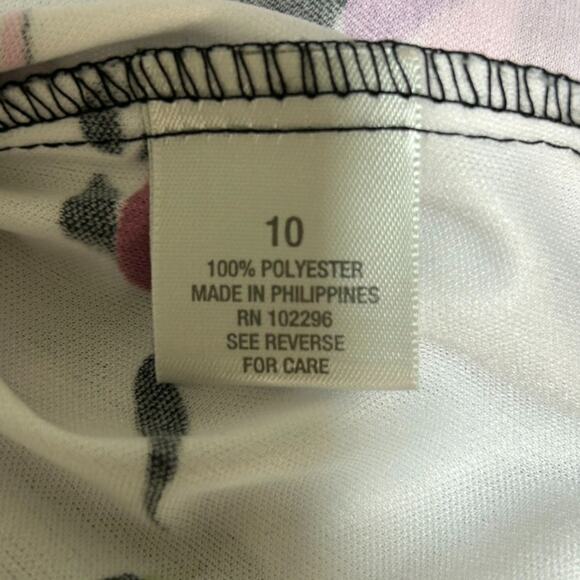 10
100% POLYESTER
MADE IN PHILIPPINES
RN 102296
SEE REVERSE
FOR CARE